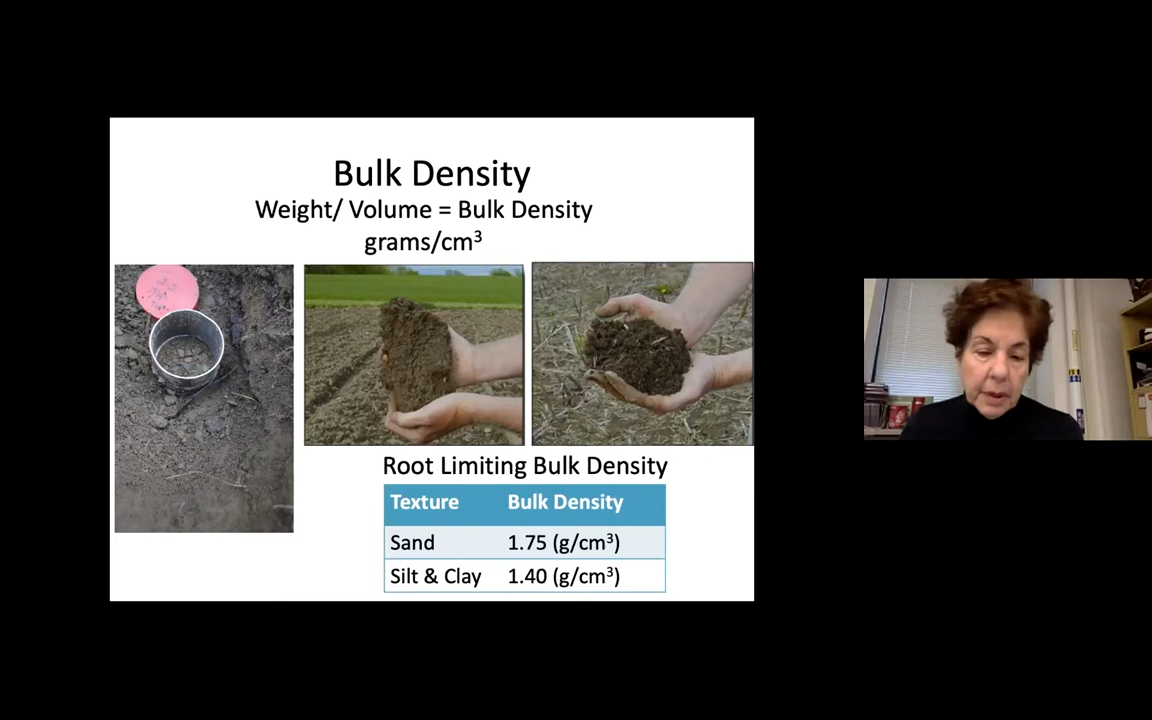 Bulk Density
Weight/ Volume = Bulk Density
grams/cm³
Root Limiting Bulk Density
Texture Bulk Density
Sand 1.75 (g/cm³)
Silt & Clay 1.40 (g/cm³)